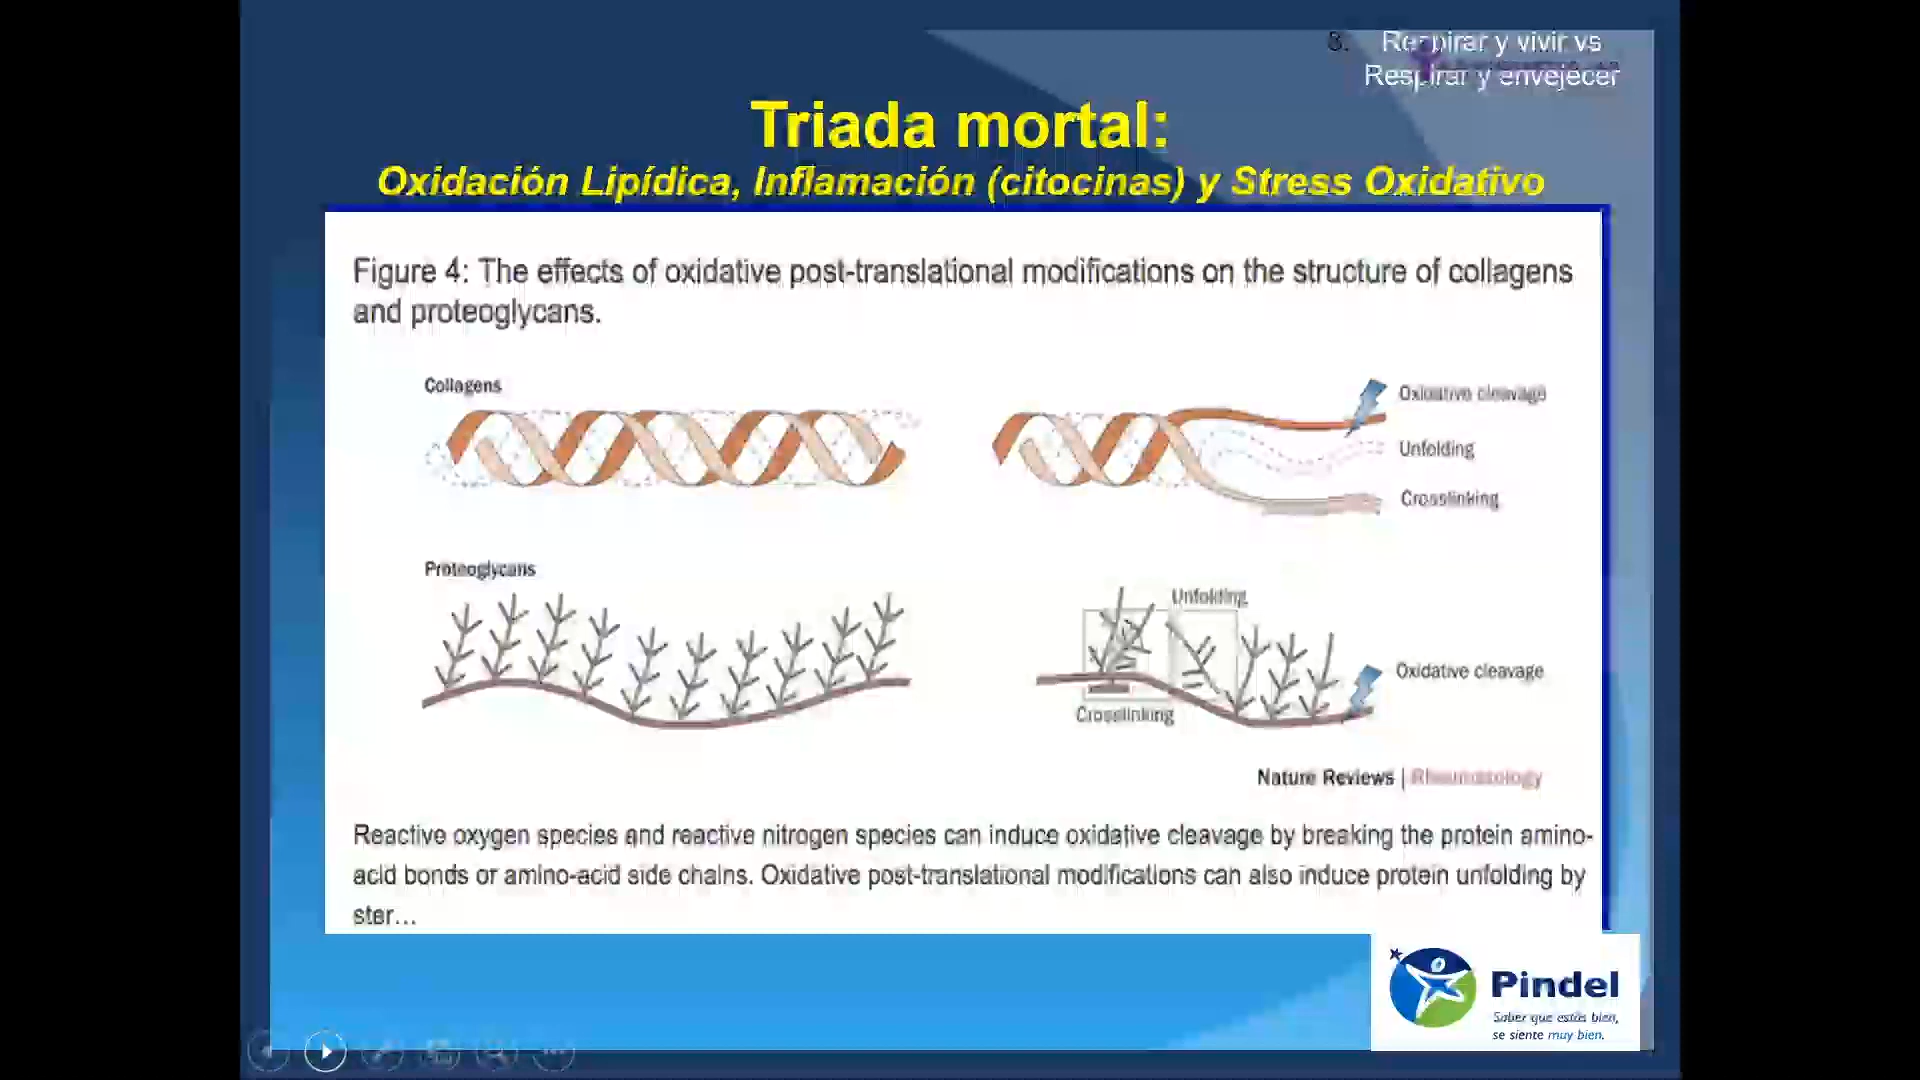 8. Respirar y vivir vs
Respirar y envejecer
Triada mortal:
Oxidación Lipídica, Inflamación (citocinas) y Stress Oxidativo
Figure 4: The effects of oxidative post-translational modifications on the structure of collagens
and proteoglycans.
Collagens
Oxidative cleavage
Unfolding
Crosslinking
Proteoglycans
Unfolding
Oxidative cleavage
Crosslinking
Nature Reviews | Rheumatology
Reactive oxygen species and reactive nitrogen species can induce oxidative cleavage by breaking the protein amino-
acid bonds or amino-acid side chains. Oxidative post-translational modifications can also induce protein unfolding by
ster...
Pindel
Saber que estás bien,
se siente muy bien.